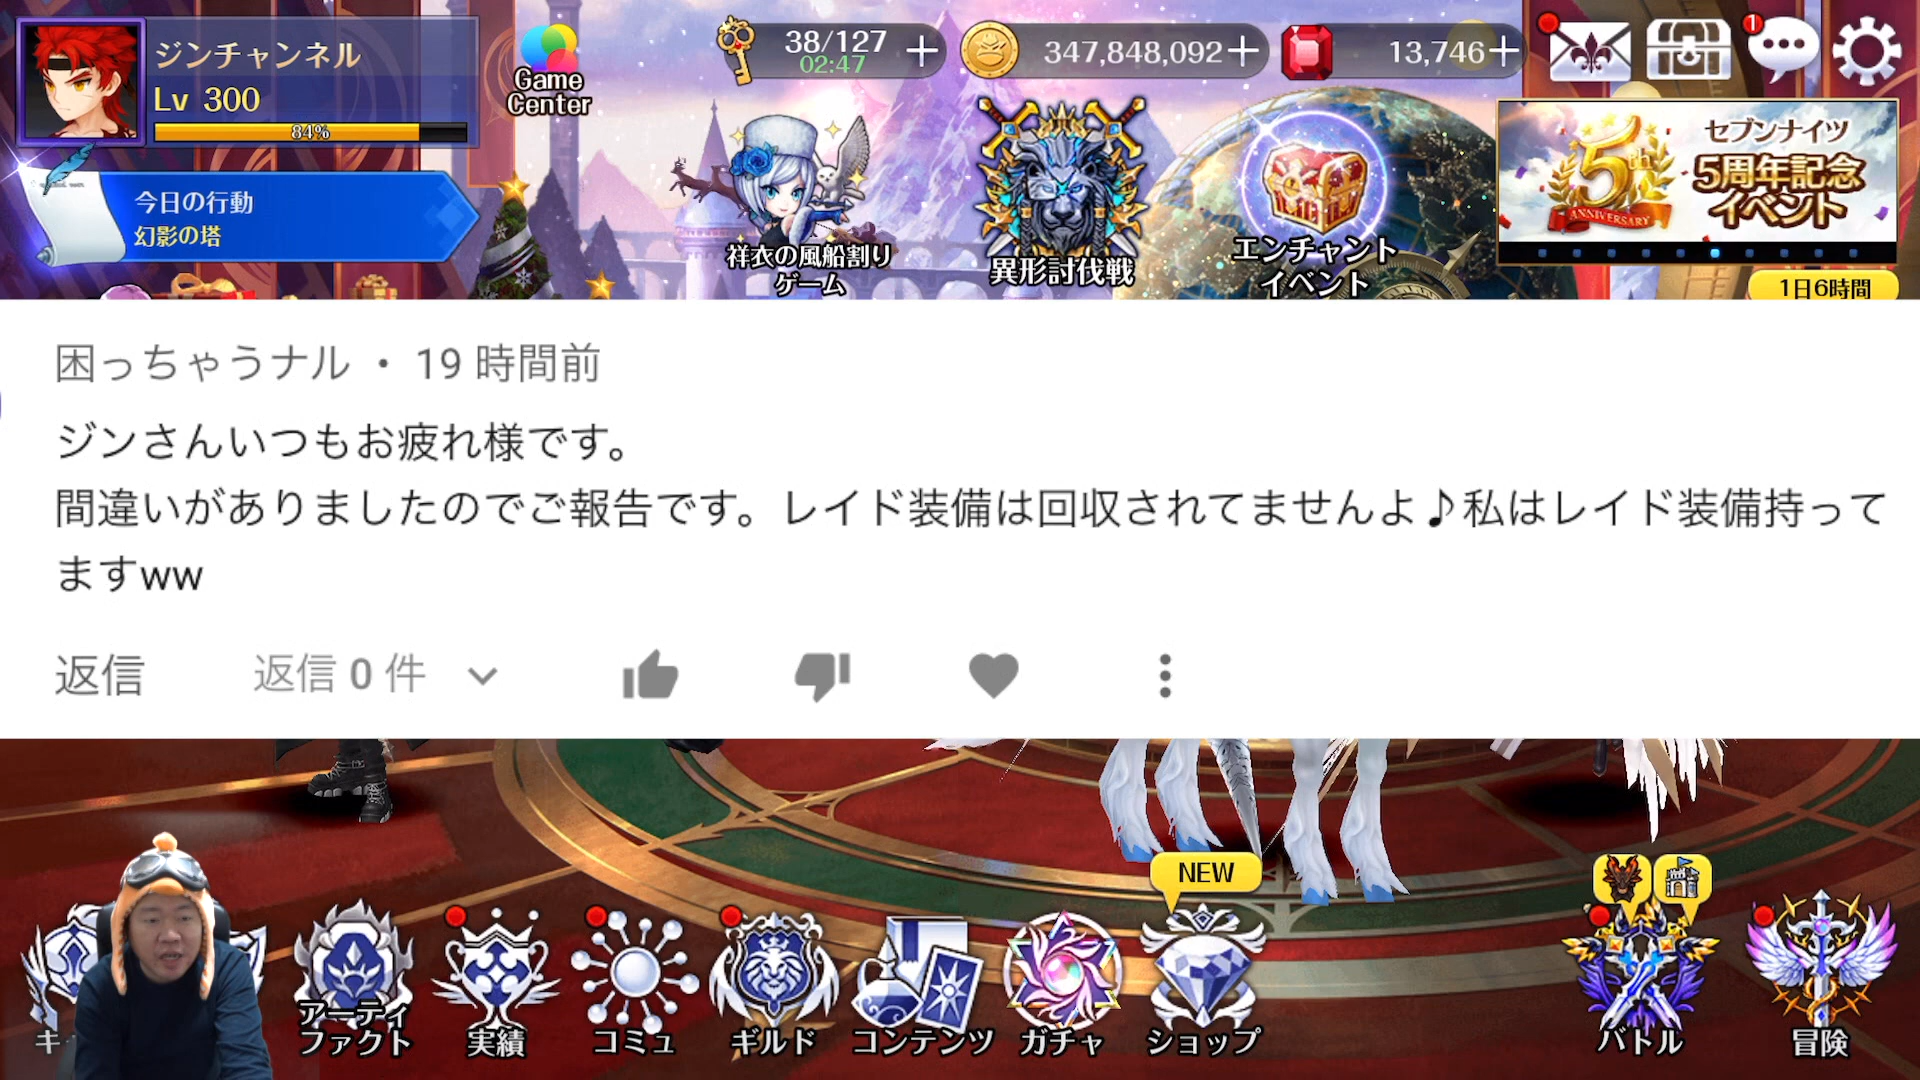 ジンチャンネル
Lv 300
84%
今日の行動
幻影の塔
Game
Center
38/127
02:47
347,848,092
13,746
1
祥衣の風船割り
ゲーム
異形討伐戦
エンチャント
イベント
5th
ANNIVERSARY
セブンナイツ
5周年記念
イベント
1日6時間
困っちゃうナル • 19 時間前
ジンさんいつもお疲れ様です。
間違いがありましたのでご報告です。レイド装備は回収されてませんよ♪私はレイド装備持って
ますww
返信
返信 0 件
NEW
キ
アーティ
ファクト
実績
コミュ
ギルド
コンテンツ
ガチャ
ショップ
バトル
冒険